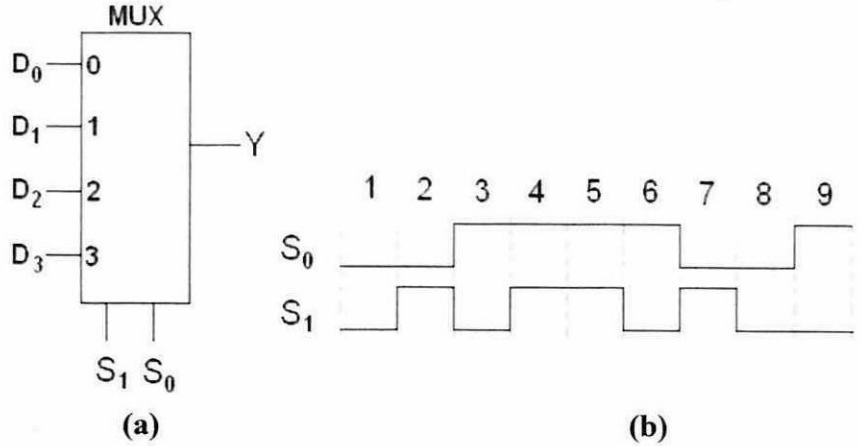 MUX
D₀ 0
D₁ 1
Y
D₂ 2
D₃ 3
S₁ S₀
(a)
1 2 3 4 5 6 7 8 9
S₀
S₁
(b)